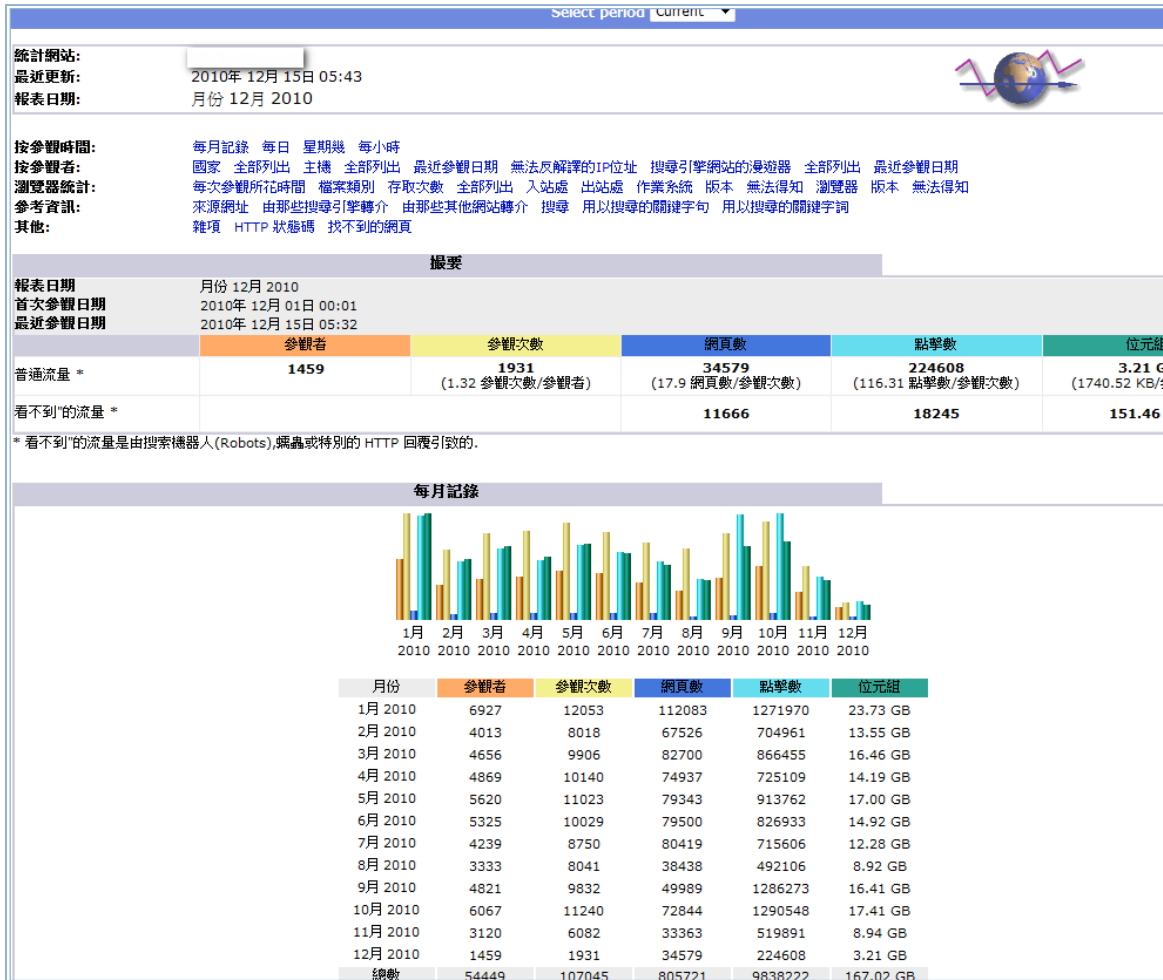 Select period Current
統計網站:
最近更新: 2010年 12月 15日 05:43
報表日期: 月份 12月 2010
按參觀時間: 每月記錄 每日 星期幾 每小時
按參觀者: 國家 全部列出 主機 全部列出 最近參觀日期 無法反解譯的IP位址 搜尋引擎網站的漫遊器 全部列出 最近參觀日期
瀏覽器統計: 每次參觀所花時間 檔案類別 存取次數 全部列出 入站處 出站處 作業系統 版本 無法得知 瀏覽器 版本 無法得知
參考資訊: 來源網址 由那些搜尋引擎轉介 由那些其他網站轉介 搜尋 用以搜尋的關鍵字句 用以搜尋的關鍵字詞
其他: 雜項 HTTP 狀態碼 找不到的網頁
撮要
報表日期 月份 12月 2010
首次參觀日期 2010年 12月 01日 00:01
最近參觀日期 2010年 12月 15日 05:32
參觀者 參觀次數 網頁數 點擊數 位元組
普通流量 * 1459 1931 34579 224608 3.21
(1.32 參觀次數/參觀者) (17.9 網頁數/參觀次數) (116.31 點擊數/參觀次數) (1740.52 KB/
看不到"的流量 * 11666 18245 151.46
* 看不到"的流量是由搜索機器人(Robots),蠕蟲或特別的 HTTP 回覆引致的.
每月記錄
1月 2月 3月 4月 5月 6月 7月 8月 9月 10月 11月 12月
2010 2010 2010 2010 2010 2010 2010 2010 2010 2010 2010 2010
月份 參觀者 參觀次數 網頁數 點擊數 位元組
1月 2010 6927 12053 112083 1271970 23.73 GB
2月 2010 4013 8018 67526 704961 13.55 GB
3月 2010 4656 9906 82700 866455 16.46 GB
4月 2010 4869 10140 74937 725109 14.19 GB
5月 2010 5620 11023 79343 913762 17.00 GB
6月 2010 5325 10029 79500 826933 14.92 GB
7月 2010 4239 8750 80419 715606 12.28 GB
8月 2010 3333 8041 38438 492106 8.92 GB
9月 2010 4821 9832 49989 1286273 16.41 GB
10月 2010 6067 11240 72844 1290548 17.41 GB
11月 2010 3120 6082 33363 519891 8.94 GB
12月 2010 1459 1931 34579 224608 3.21 GB
總數 54449 107045 805721 9838222 167.02 GB